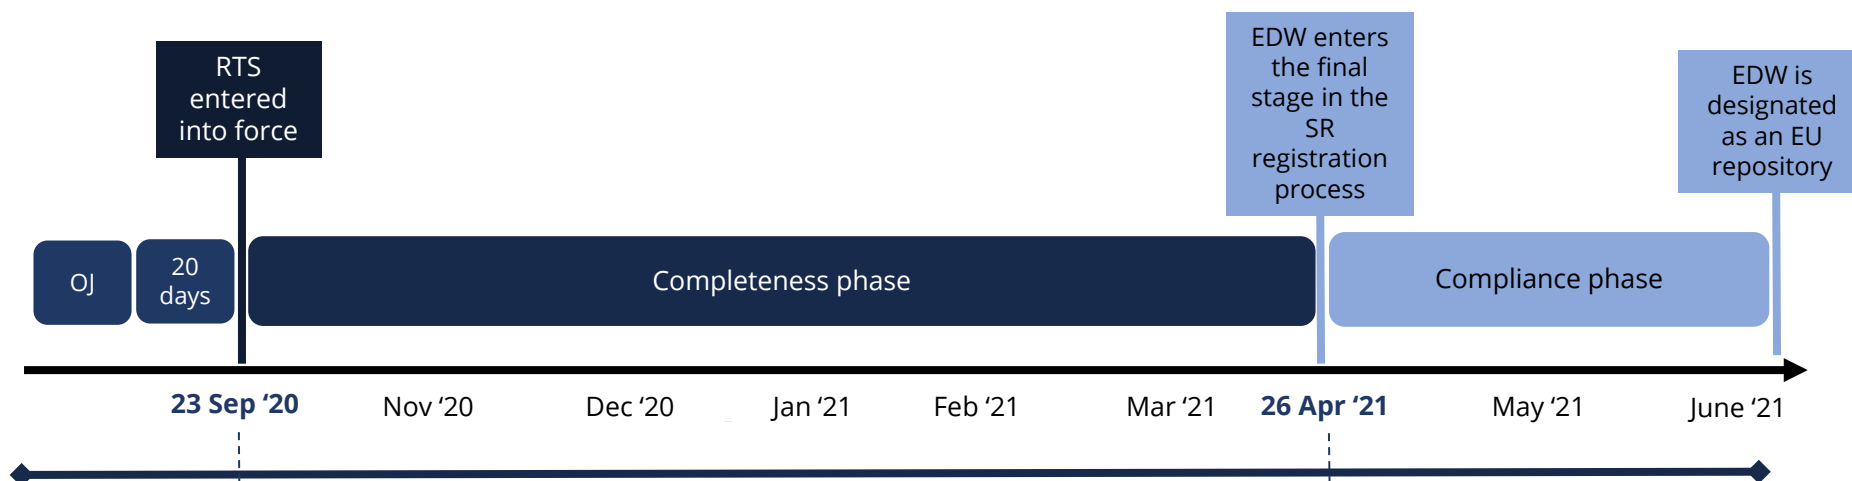 RTS
entered
into force
EDW enters
the final
stage in the
SR
registration
process
EDW is
designated
as an EU
repository
OJ
20
days
Completeness phase
Compliance phase
23 Sep ‘20
Nov ‘20
Dec ‘20
Jan ‘21
Feb ‘21
Mar ‘21
26 Apr ‘21
May ‘21
June ‘21